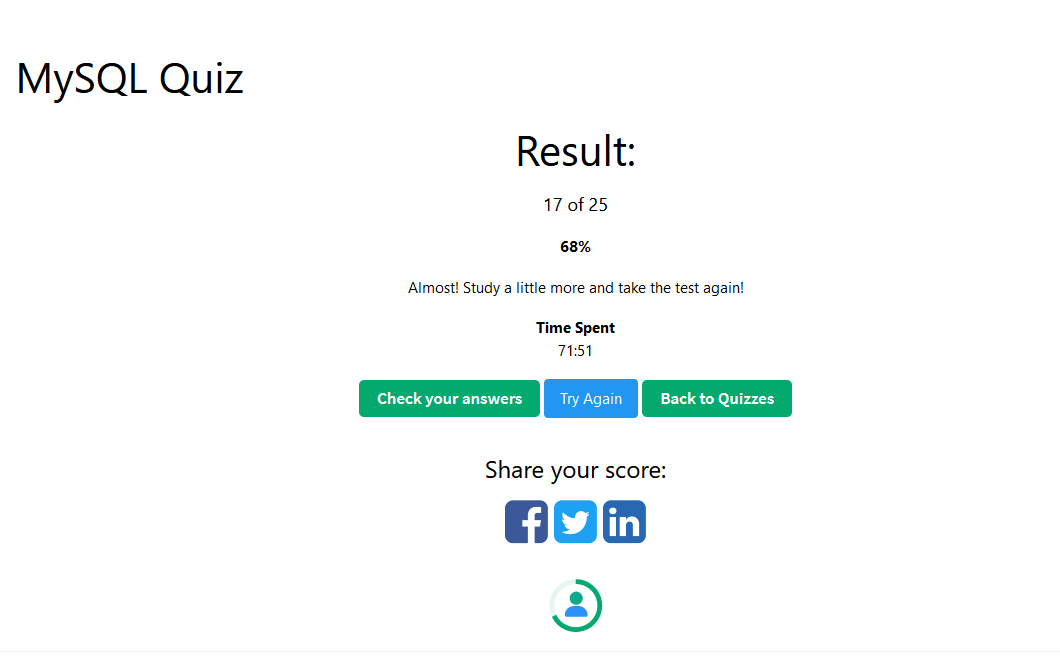 MySQL Quiz
Result:
17 of 25
68%
Almost! Study a little more and take the test again!
Time Spent
71:51
Check your answers Try Again Back to Quizzes
Share your score: